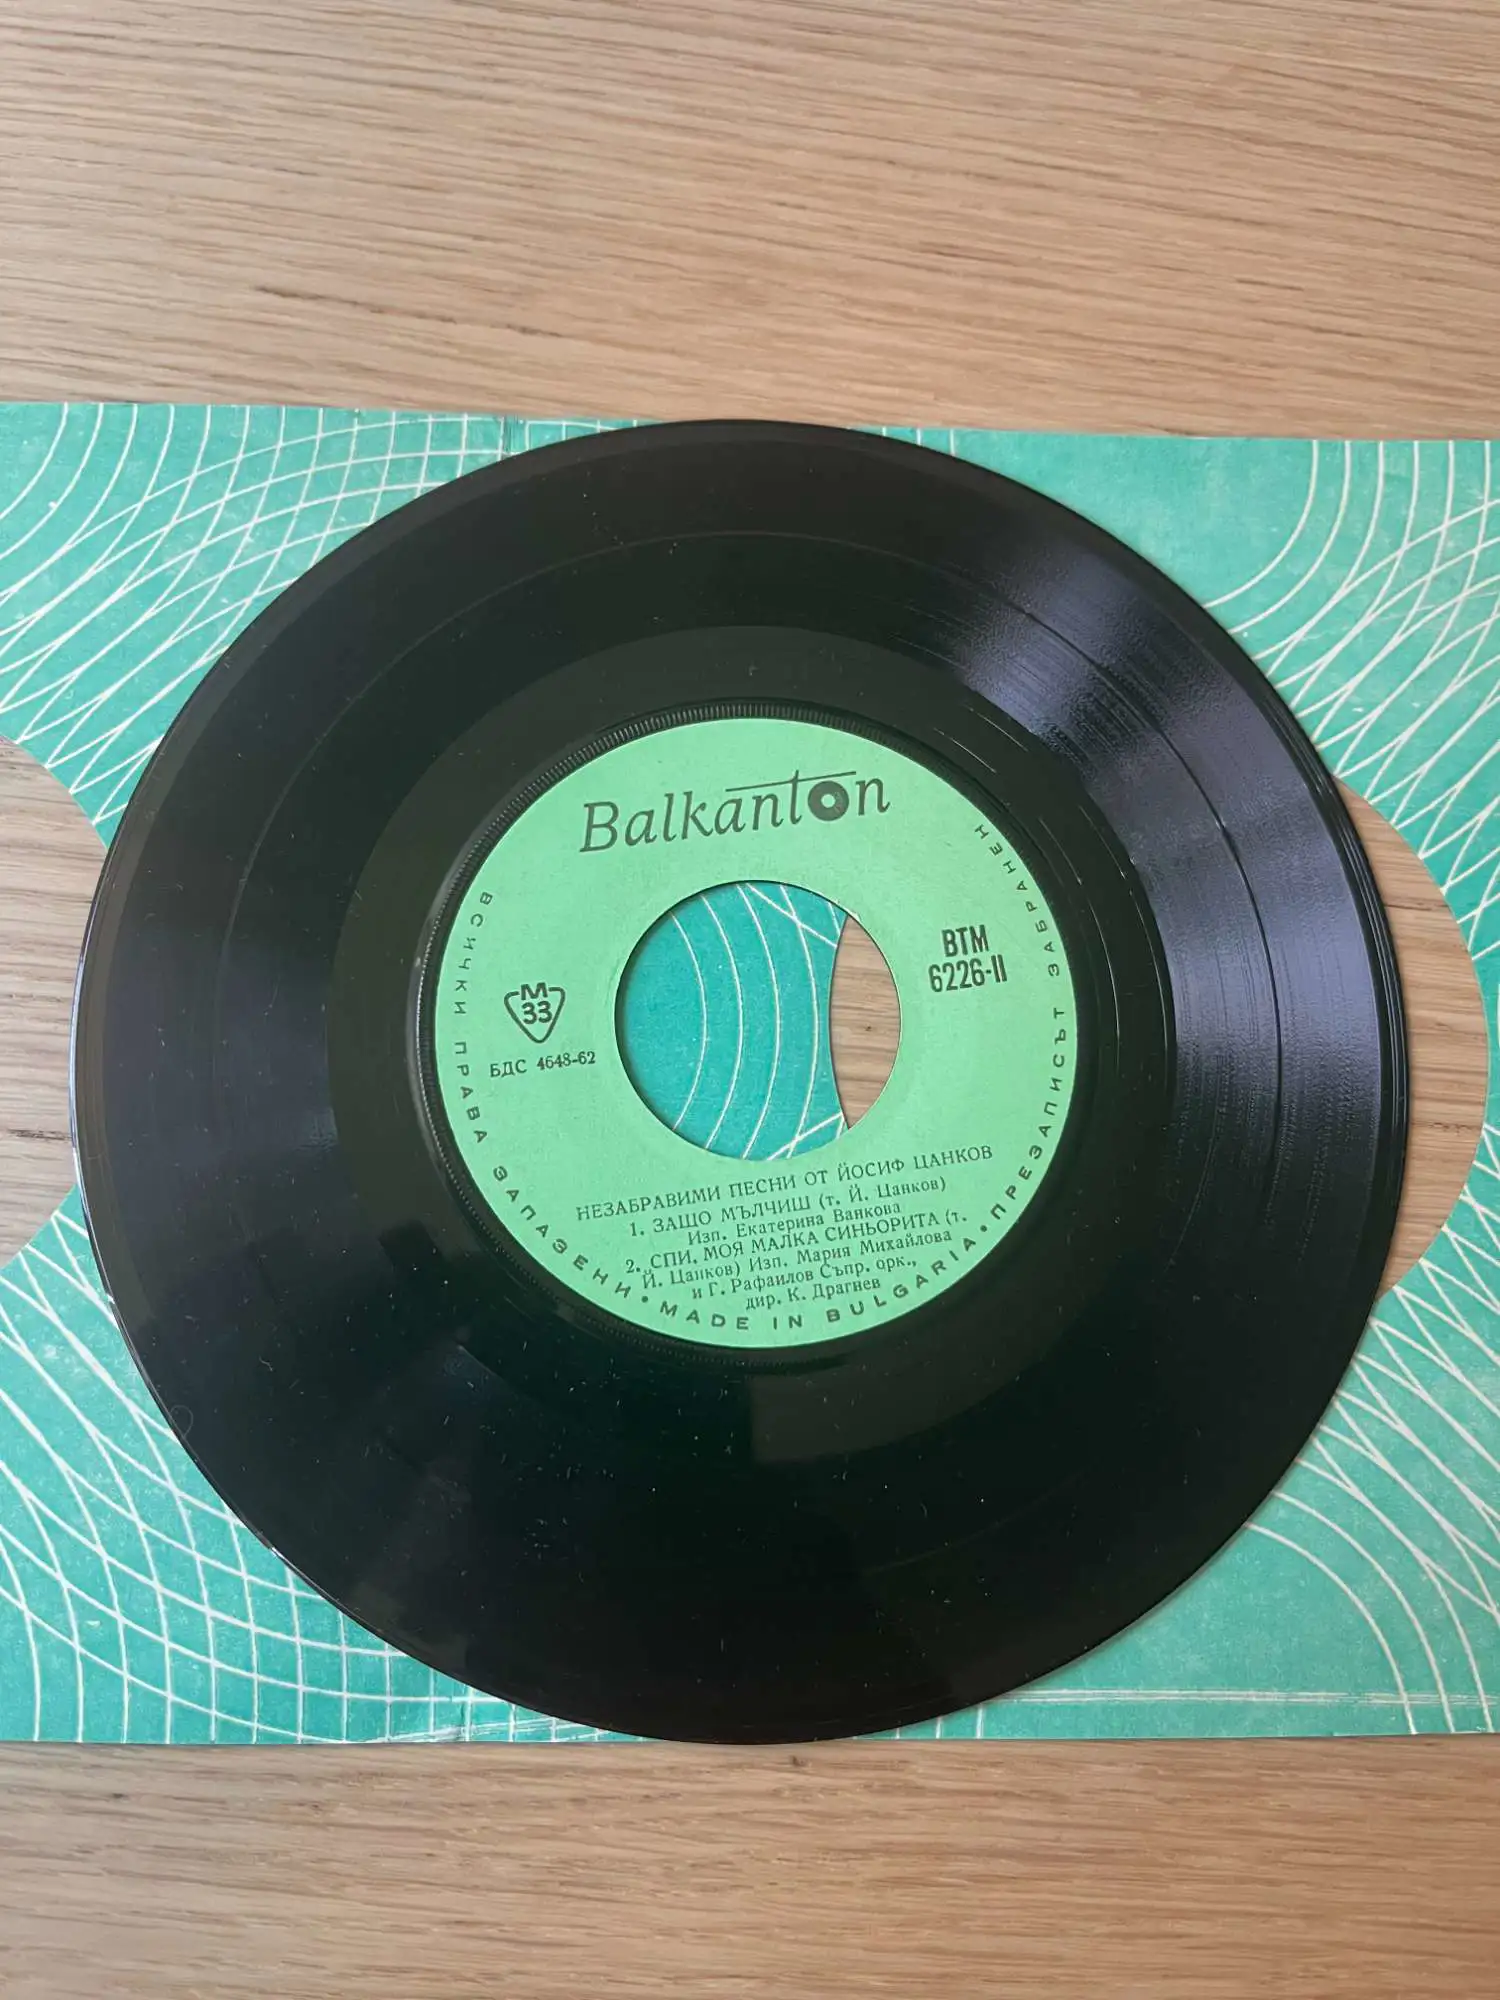 Balkanton
ВТМ
6226-II
М
33
БДС 4648-62
НЕЗАБРАВИМИ ПЕСНИ ОТ ЙОСИФ ЦАНКОВ
1. ЗАЩО МЪЛЧИШ (т. Й. Цанков)
Изп. Екатерина Ванкова
2. СПИ, МОЯ МАЛКА СИНЬОРИТА (т.
Й. Цанков) Изп. Мария Михайлова
и Г. Рафаилов Съпр. орк.,
дир. К. Драгнев
ВСИЧКИ ПРАВА ЗАПАЗЕНИ • MADE IN BULGARIA • ПРЕЗАПИСЪТ ЗАБРАНЕН